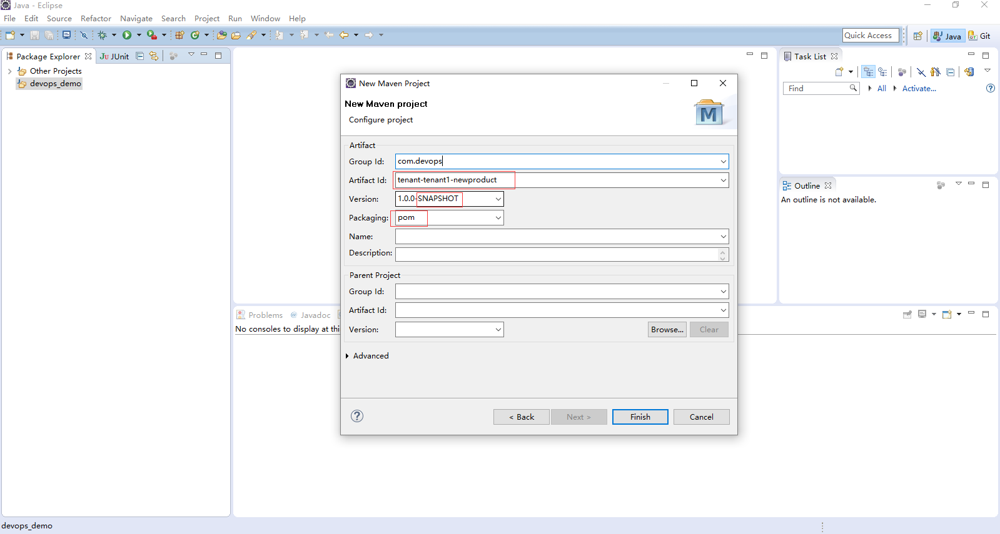 Java - Eclipse
File Edit Source Refactor Navigate Search Project Run Window Help
Quick Access
Java
Git
Package Explorer
JU JUnit
Other Projects
devops_demo
New Maven Project
New Maven project
Configure project
M
Artifact
Group Id: com.devops
Artifact Id: tenant-tenant1-newproduct
Version: 1.0.0-SNAPSHOT
Packaging: pom
Name:
Description:
Parent Project
Group Id:
Artifact Id:
Version:
Browse... Clear
Advanced
? < Back Next > Finish Cancel
Task List
Find
All
Activate...
?
Outline
An outline is not available.
Problems @ Javadoc
No consoles to display at thi
devops_demo